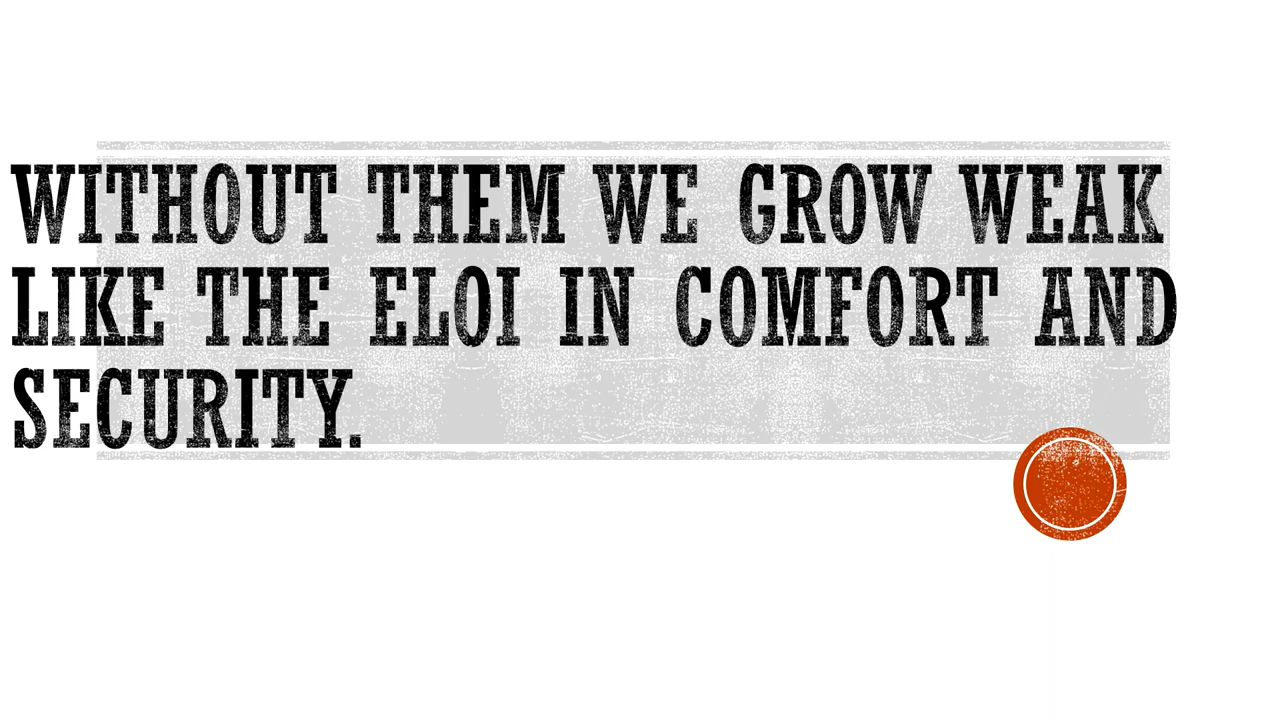 WITHOUT THEM WE GROW WEAK
LIKE THE ELOI IN COMFORT AND
SECURITY.